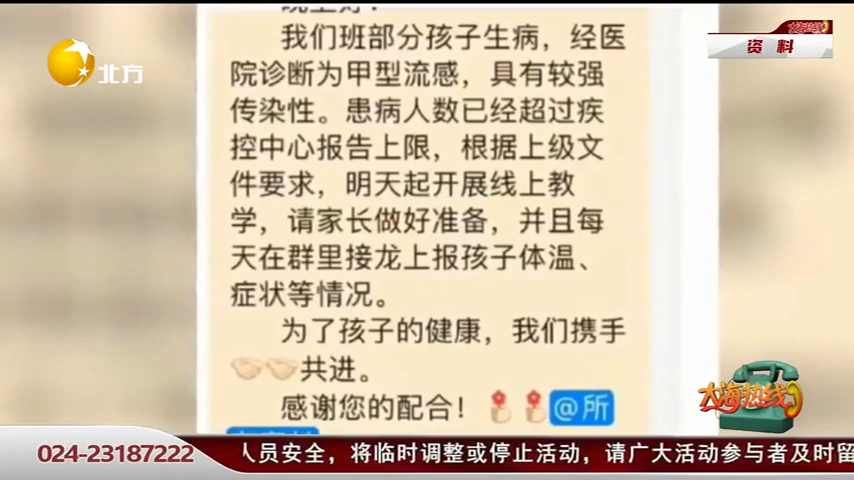 大海热线
资料
北方
我们班部分孩子生病，经医
院诊断为甲型流感，具有较强
传染性。患病人数已经超过疾
控中心报告上限，根据上级文
件要求，明天起开展线上教
学，请家长做好准备，并且每
天在群里接龙上报孩子体温、
症状等情况。
为了孩子的健康，我们携手
共进。
感谢您的配合！ @所
大海热线
024-23187222
人员安全，将临时调整或停止活动，请广大活动参与者及时留